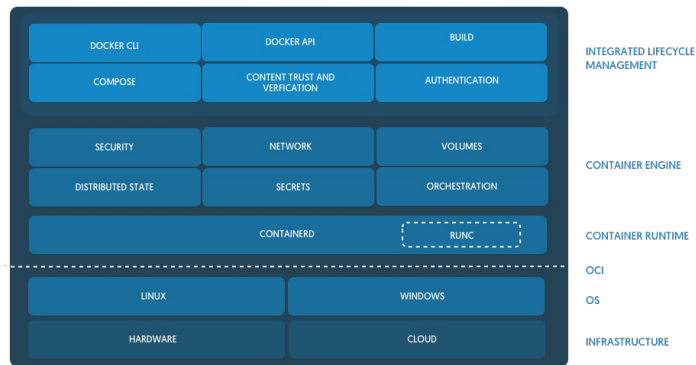 DOCKER CLI
DOCKER API
BUILD
COMPOSE
CONTENT TRUST AND
VERFICATION
AUTHENTICATION
INTEGRATED LIFECYCLE
MANAGEMENT
SECURITY
NETWORK
VOLUMES
DISTRIBUTED STATE
SECRETS
ORCHESTRATION
CONTAINER ENGINE
CONTAINERD
RUNC
CONTAINER RUNTIME
OCI
LINUX
WINDOWS
OS
HARDWARE
CLOUD
INFRASTRUCTURE